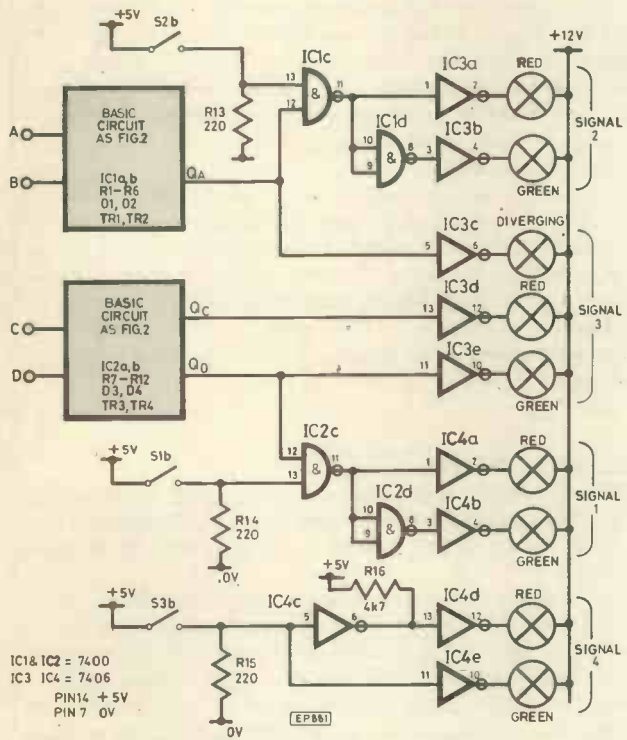 +5V
S2b
+12V
IC1c
IC3a
RED
13
11
1
2
&
12
BASIC
CIRCUIT
AS FIG.2
R13
220
IC1d
IC3b
SIGNAL
2
A
10
8
3
4
&
9
B
IC1a,b
R1-R6
D1, D2
TR1, TR2
QA
GREEN
IC3c
DIVERGING
5
6
IC3d
RED
BASIC
CIRCUIT
AS FIG.2
QC
13
12
SIGNAL
3
C
IC3e
QD
11
10
D
IC2a,b
R7-R12
D3, D4
TR3, TR4
GREEN
IC2c
IC4a
RED
12
11
1
2
+5V
S1b
&
13
IC2d
IC4b
SIGNAL
1
10
8
3
4
&
9
R14
220
GREEN
0V
+5V
R16
4k7
+5V
S3b
IC4c
IC4d
RED
5
6
13
12
IC4e
SIGNAL
4
R15
220
11
10
IC1 & IC2 = 7400
IC3 IC4 = 7406
PIN14 +5V
PIN 7 0V
0V
EP881
GREEN